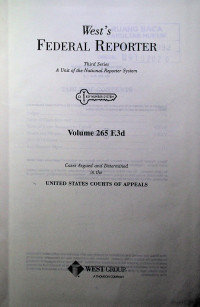 West's
FEDERAL REPORTER
Third Series
A Unit of the National Reporter System
Volume 265 F.3d
Cases Argued and Determined
in the
UNITED STATES COURTS OF APPEALS
WEST GROUP